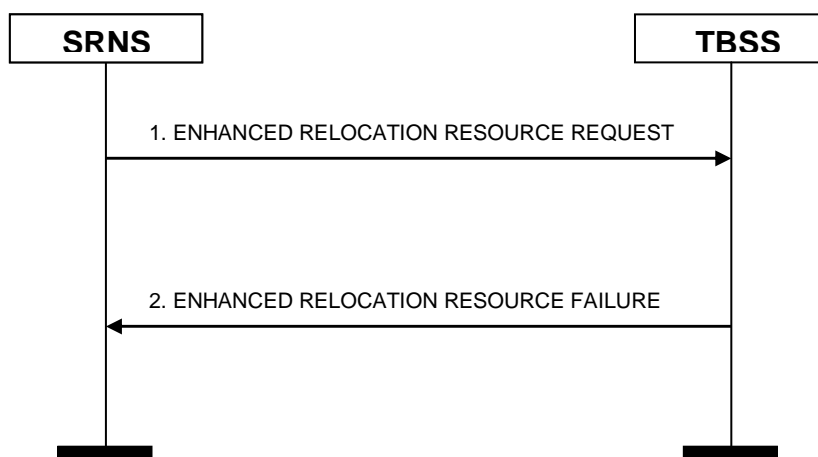 SRNS
TBSS
1. ENHANCED RELOCATION RESOURCE REQUEST
2. ENHANCED RELOCATION RESOURCE FAILURE